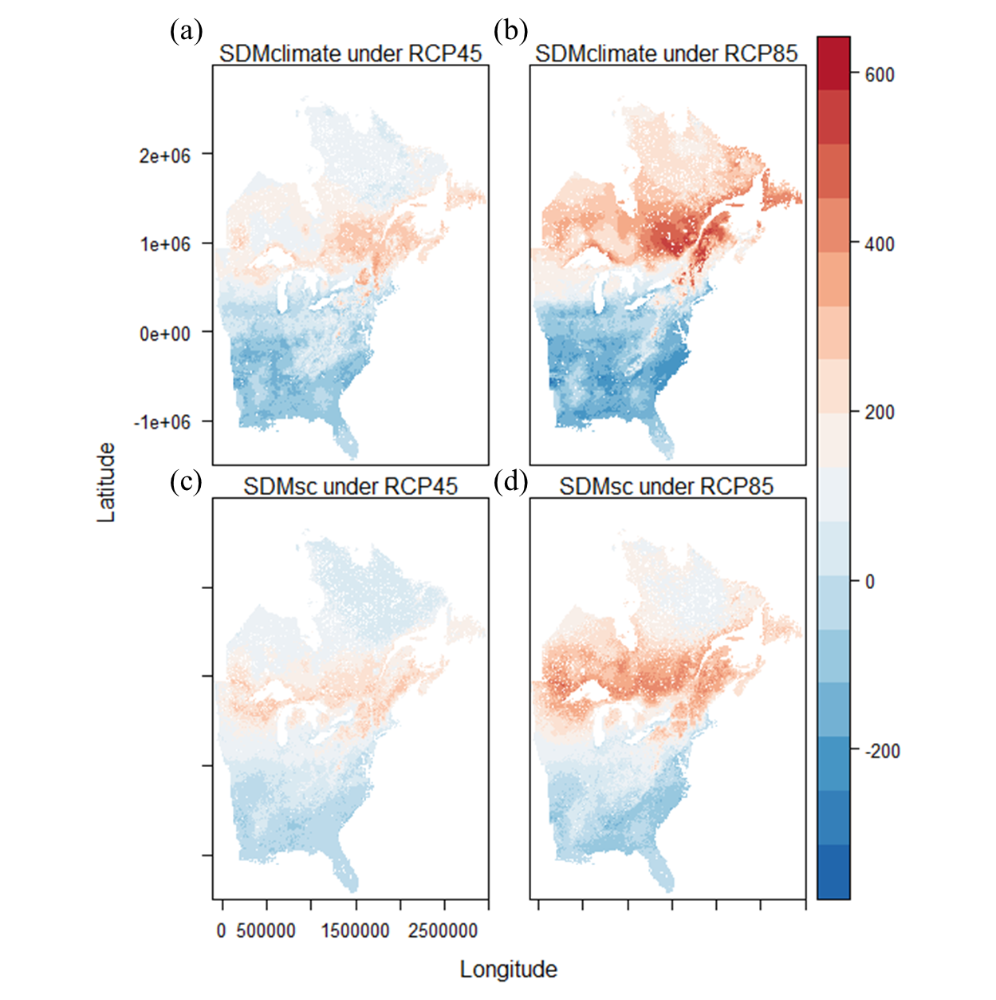 (a)
(b)
SDMclimate under RCP45
SDMclimate under RCP85
600
400
200
0
-200
2e+06
1e+06
0e+00
-1e+06
Latitude
(c)
(d)
SDMsc under RCP45
SDMsc under RCP85
0 500000 1500000 2500000
Longitude